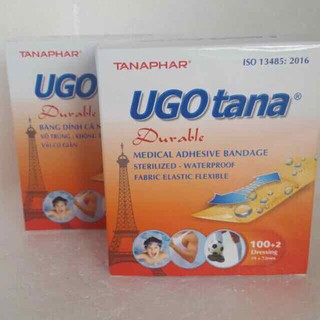 TANAPHAR®
UGO
Durable
BĂNG DÍNH CÁ N
VÔ TRÙNG - KHÔNG
VẢI CO GIÃN
TANAPHAR®
ISO 13485: 2016
UGOtana®
Durable
MEDICAL ADHESIVE BANDAGE
STERILIZED - WATERPROOF
FABRIC ELASTIC FLEXIBLE
100+2
Dressing